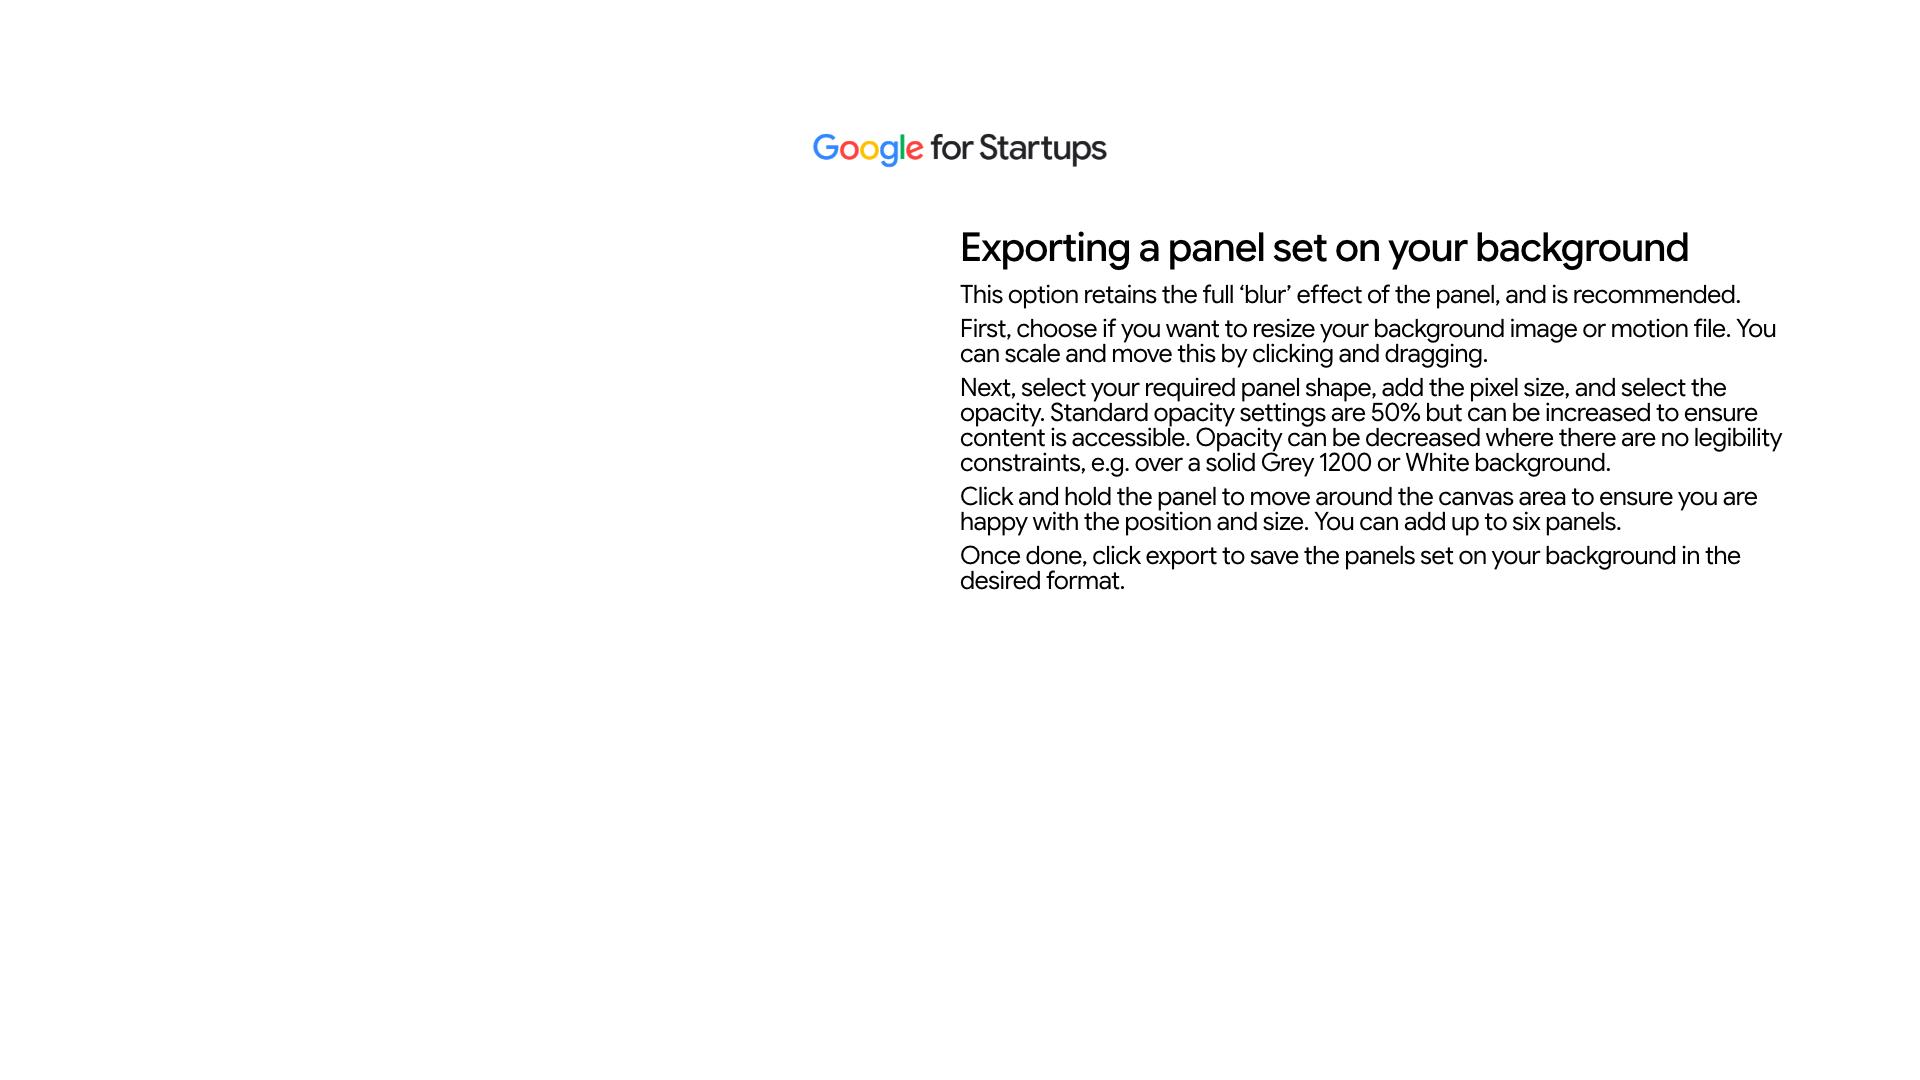 Google for Startups
Exporting a panel set on your background
This option retains the full ‘blur’ effect of the panel, and is recommended.
First, choose if you want to resize your background image or motion file. You
can scale and move this by clicking and dragging.
Next, select your required panel shape, add the pixel size, and select the
opacity. Standard opacity settings are 50% but can be increased to ensure
content is accessible. Opacity can be decreased where there are no legibility
constraints, e.g. over a solid Grey 1200 or White background.
Click and hold the panel to move around the canvas area to ensure you are
happy with the position and size. You can add up to six panels.
Once done, click export to save the panels set on your background in the
desired format.